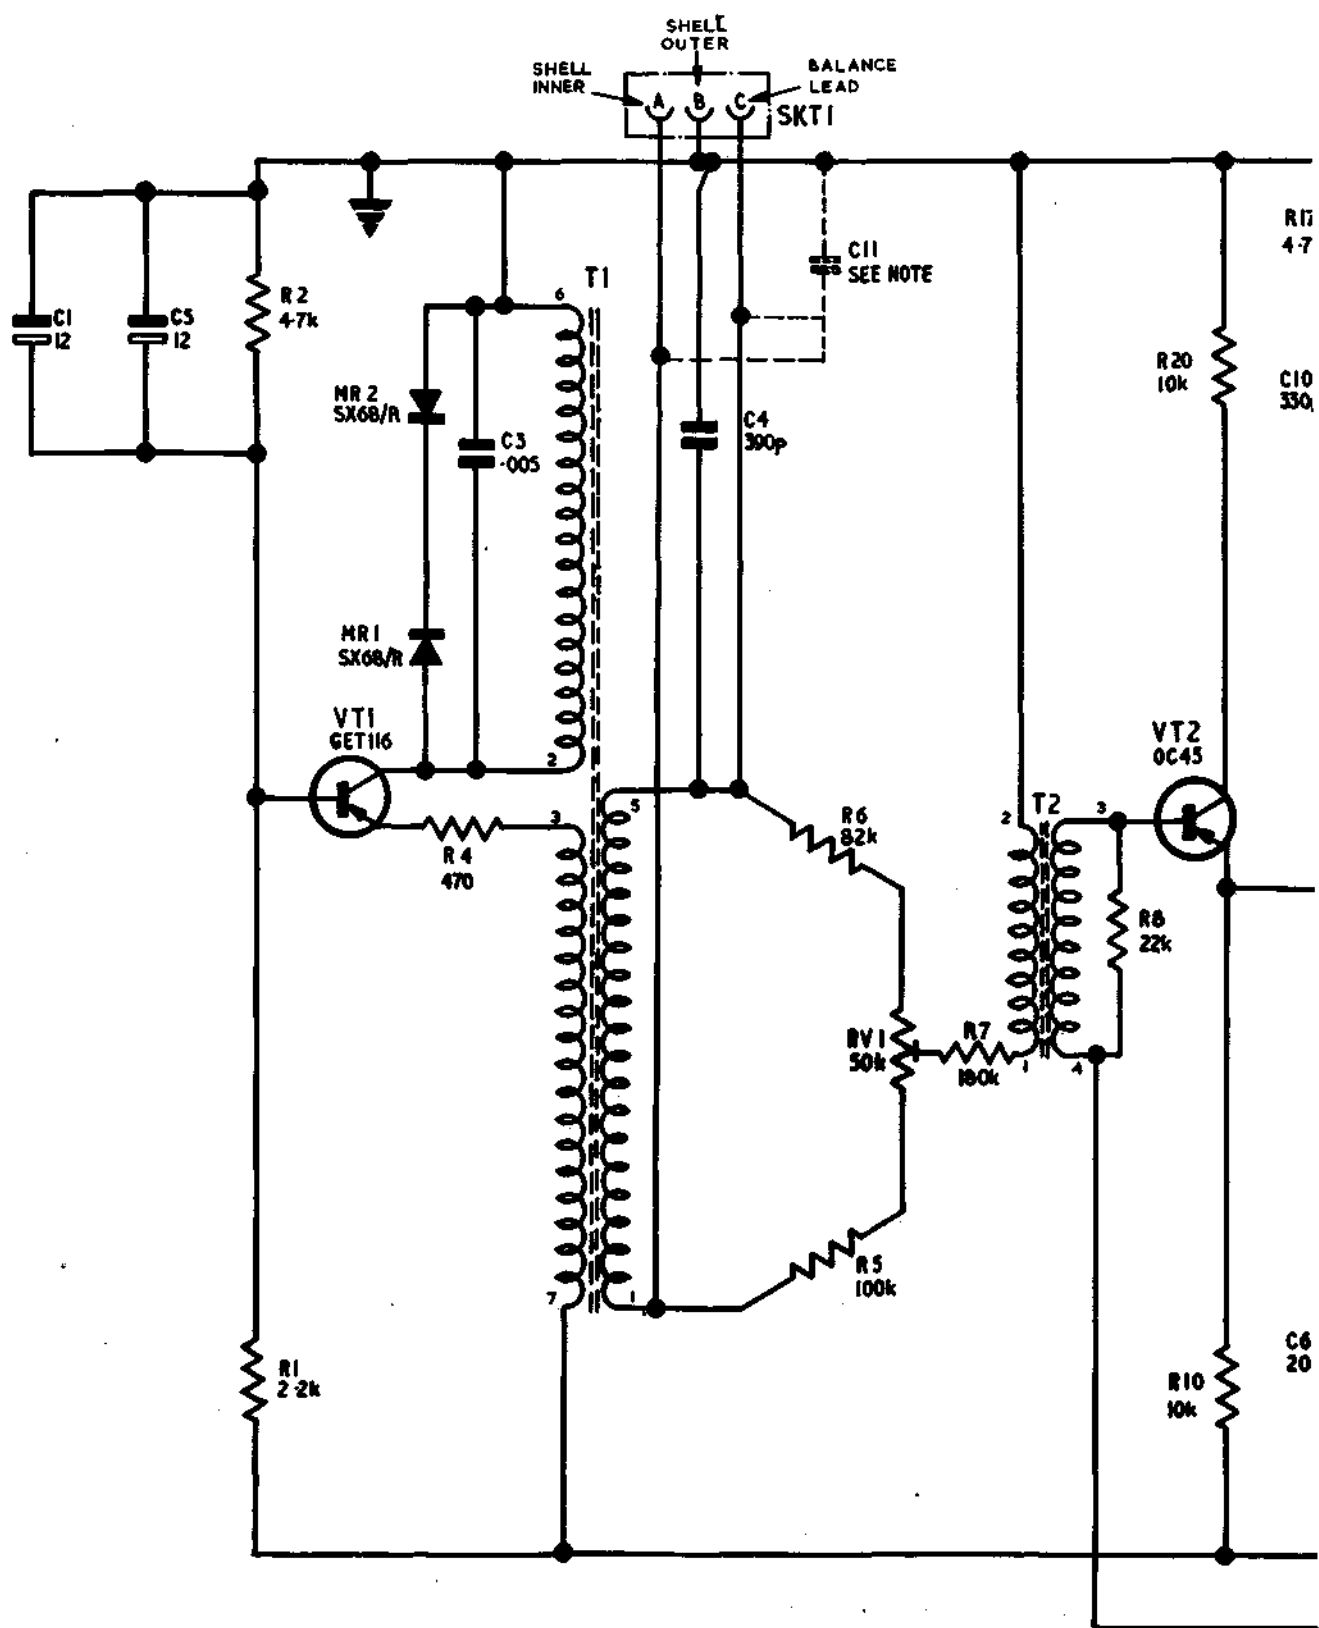 SHELL
OUTER
SHELL
INNER
BALANCE
LEAD
A B C
SKT1
C1
12
C5
12
R2
4·7k
T1
6
C11
SEE NOTE
R17
4·7
MR2
SX68/R
C3
·005
C4
390p
R20
10k
C10
330
MR1
SX68/R
VT1
GET116
2
VT2
OC45
3
5
R6
82k
2
T2
3
R4
470
R8
22k
RV1
50k
R7
180k
1
4
7
1
R5
100k
R1
2·2k
R10
10k
C6
20